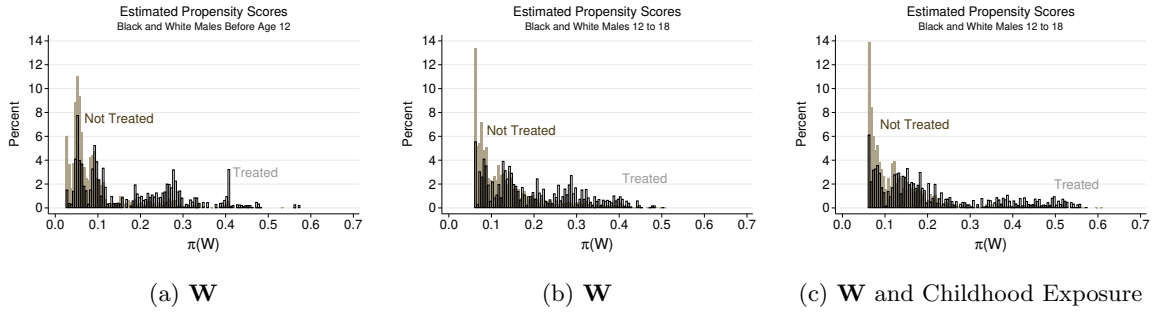 Estimated Propensity Scores
Black and White Males Before Age 12
14
12
10
8
6
4
2
0
Percent
Not Treated
Treated
0.0 0.1 0.2 0.3 0.4 0.5 0.6 0.7
π(W)
(a) W
Estimated Propensity Scores
Black and White Males 12 to 18
14
12
10
8
6
4
2
0
Percent
Not Treated
Treated
0.0 0.1 0.2 0.3 0.4 0.5 0.6 0.7
π(W)
(b) W
Estimated Propensity Scores
Black and White Males 12 to 18
14
12
10
8
6
4
2
0
Percent
Not Treated
Treated
0.0 0.1 0.2 0.3 0.4 0.5 0.6 0.7
π(W)
(c) W and Childhood Exposure